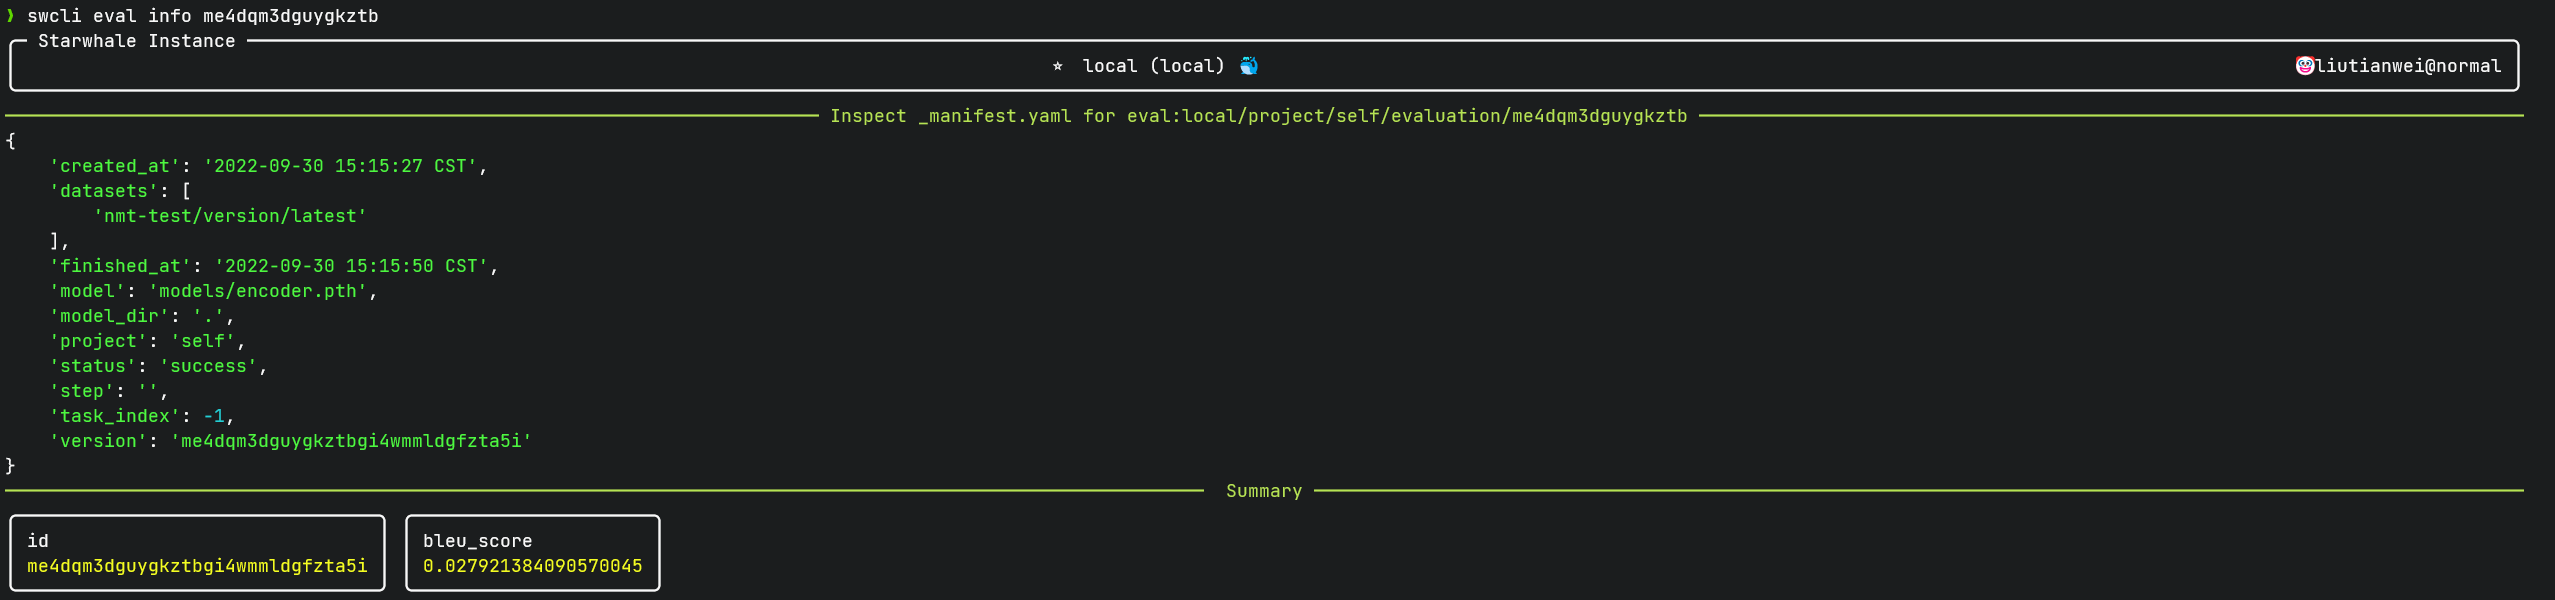 ❱ swcli eval info me4dqm3dguygkztb
Starwhale Instance
⭐ local (local) 🐳 🤡liutianwei@normal
Inspect _manifest.yaml for eval:local/project/self/evaluation/me4dqm3dguygkztb
{
    'created_at': '2022-09-30 15:15:27 CST',
    'datasets': [
        'nmt-test/version/latest'
    ],
    'finished_at': '2022-09-30 15:15:50 CST',
    'model': 'models/encoder.pth',
    'model_dir': '.',
    'project': 'self',
    'status': 'success',
    'step': '',
    'task_index': -1,
    'version': 'me4dqm3dguygkztbgi4wmmldgfzta5i'
}
Summary
id bleu_score
me4dqm3dguygkztbgi4wmmldgfzta5i 0.027921384090570045